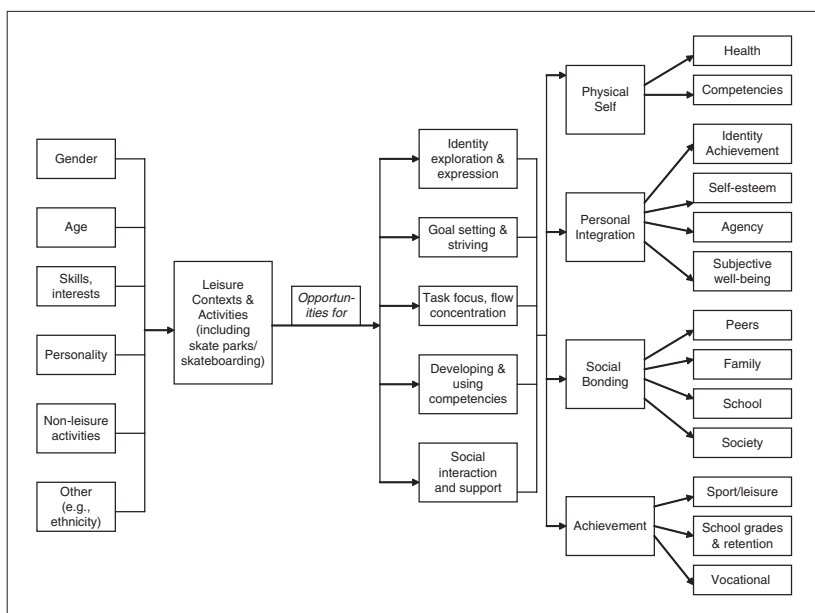 Gender
Age
Skills,
interests
Personality
Non-leisure
activities
Other
(e.g.,
ethnicity)
Leisure
Contexts &
Activities
(including
skate parks/
skateboarding)
Opportun-
ities for
Identity
exploration &
expression
Goal setting &
striving
Task focus, flow
concentration
Developing &
using
competencies
Social
interaction
and support
Physical
Self
Personal
Integration
Social
Bonding
Achievement
Health
Competencies
Identity
Achievement
Self-esteem
Agency
Subjective
well-being
Peers
Family
School
Society
Sport/leisure
School grades
& retention
Vocational